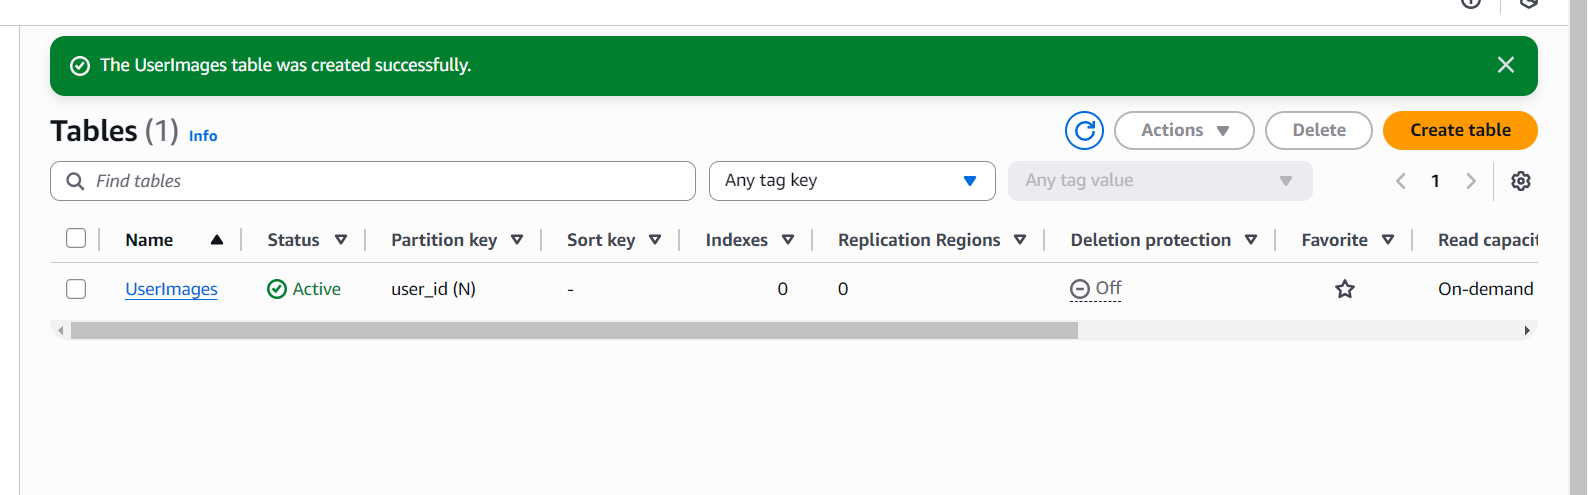 The UserImages table was created successfully.
Tables (1) Info
Actions Delete Create table
Find tables Any tag key Any tag value 1
Name Status Partition key Sort key Indexes Replication Regions Deletion protection Favorite Read capacit
UserImages Active user_id (N) - 0 0 Off On-demand